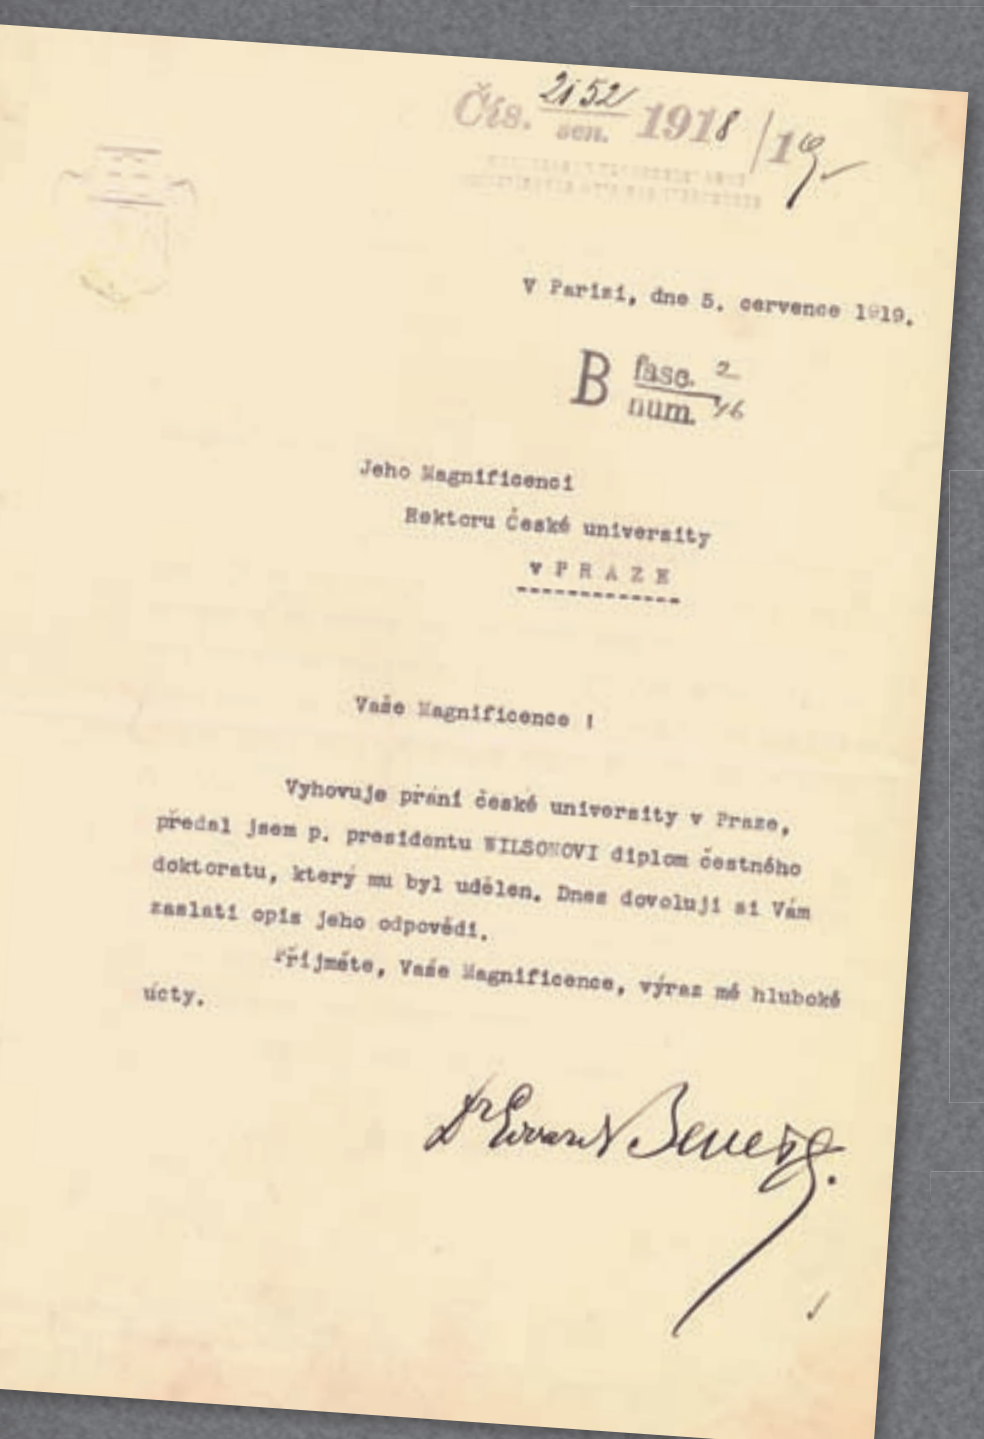 Čís. 2152 1918/19
sen.
V Parizi, dne 5. cervence 1919.
B fasc. 2
num. 46
Jeho Magnificenci
Rektoru České university
v P R A Z E
Vaše Magnificence !
Vyhovuje přání české university v Praze,
předal jsem p. presidentu WILSONOVI diplom čestného
doktoratu, který mu byl udělen. Dnes dovoluji si Vám
zaslati opis jeho odpovědi.
Přijměte, Vaše Magnificence, výraz mé hluboké
úcty.
Dr Edvard Beneš.